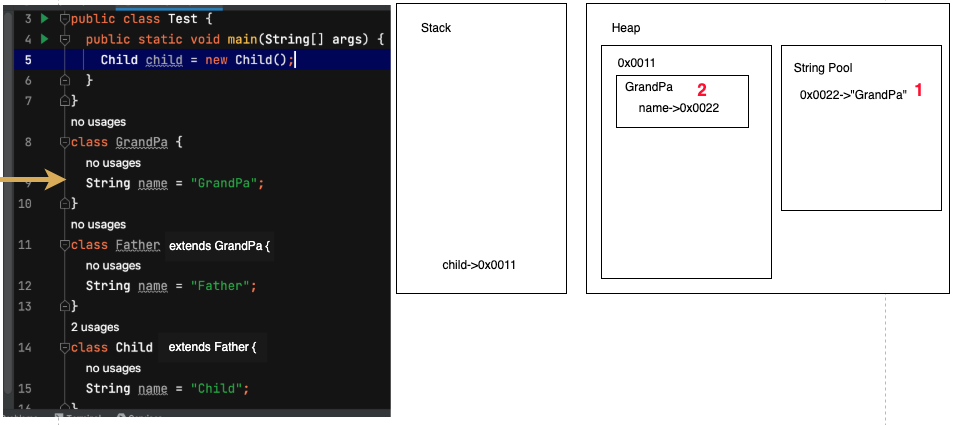 3 public class Test {
4 public static void main(String[] args) {
5 Child child = new Child();
6 }
7 }
no usages
8 class GrandPa {
no usages
9 String name = "GrandPa";
10 }
no usages
11 class Father extends GrandPa {
no usages
12 String name = "Father";
13 }
2 usages
14 class Child extends Father {
no usages
15 String name = "Child";
16 }
Stack
child->0x0011
Heap
0x0011
GrandPa 2
name->0x0022
String Pool
0x0022->"GrandPa" 1